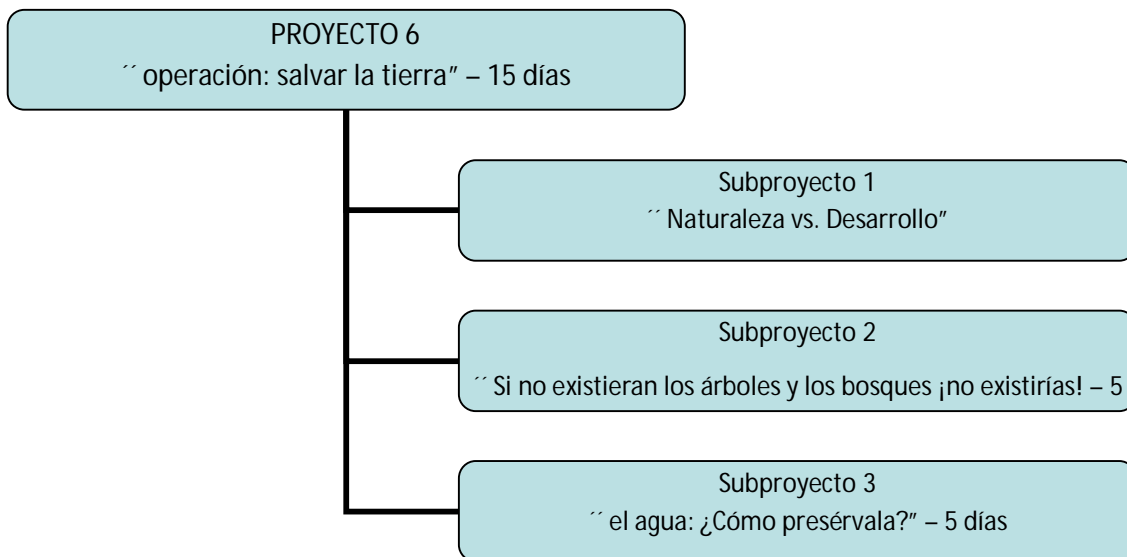 PROYECTO 6
´´ operación: salvar la tierra” – 15 días
Subproyecto 1
´´ Naturaleza vs. Desarrollo”
Subproyecto 2
´´ Si no existieran los árboles y los bosques ¡no existirías! – 5
Subproyecto 3
´´ el agua: ¿Cómo presérvala?” – 5 días